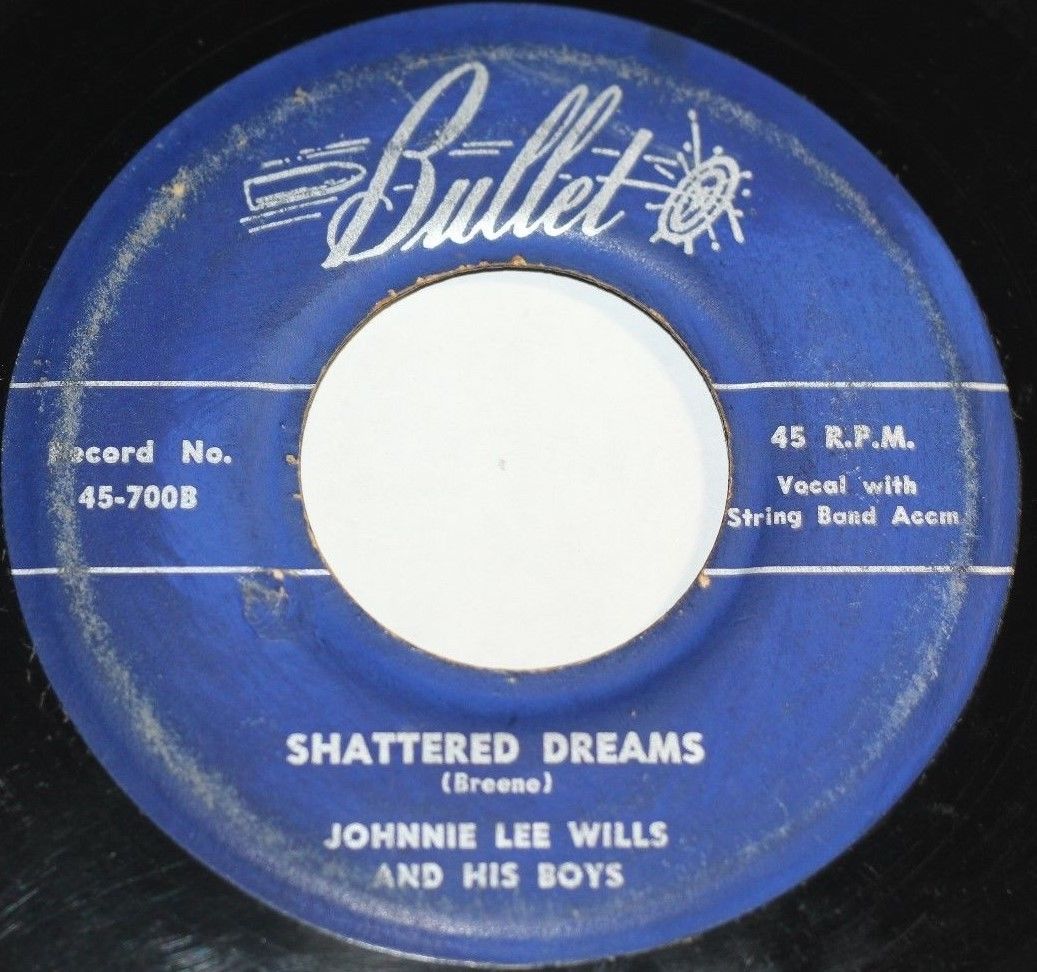 Bullet
Record No.
45-700B
45 R.P.M.
Vocal with
String Band Accm
SHATTERED DREAMS
(Breene)
JOHNNIE LEE WILLS
AND HIS BOYS